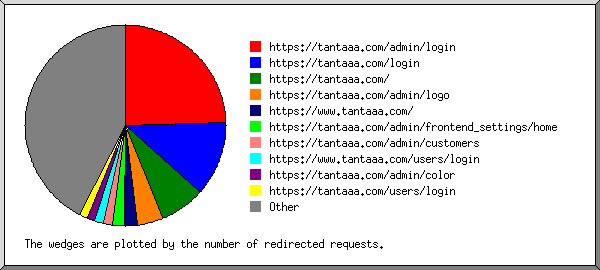 https://tantaaa.com/admin/login
https://tantaaa.com/login
https://tantaaa.com/
https://tantaaa.com/admin/logo
https://www.tantaaa.com/
https://tantaaa.com/admin/frontend_settings/home
https://tantaaa.com/admin/customers
https://www.tantaaa.com/users/login
https://tantaaa.com/admin/color
https://tantaaa.com/users/login
Other
The wedges are plotted by the number of redirected requests.